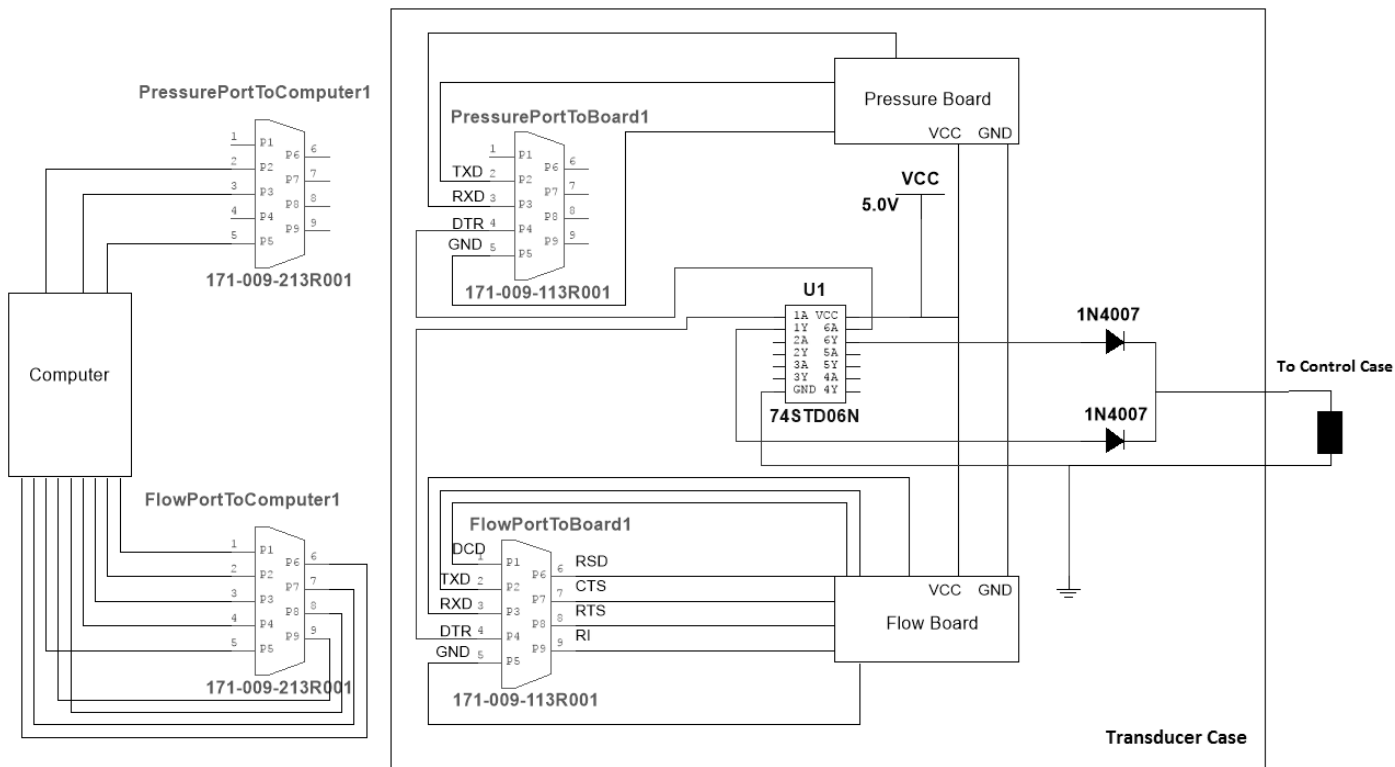 PressurePortToComputer1
1 P1
2 P2 P6 6
3 P3 P7 7
4 P4 P8 8
5 P5 P9 9
171-009-213R001
Computer
FlowPortToComputer1
1 P1
2 P2 P6 6
3 P3 P7 7
4 P4 P8 8
5 P5 P9 9
171-009-213R001
Pressure Board
VCC GND
PressurePortToBoard1
1 P1
TXD 2 P2 P6 6
RXD 3 P3 P7 7
DTR 4 P4 P8 8
GND 5 P5 P9 9
171-009-113R001
VCC
5.0V
U1
1A VCC
1Y 6A
2A 6Y
2Y 5A
3A 5Y
3Y 4A
GND 4Y
74STD06N
1N4007
1N4007
To Control Case
FlowPortToBoard1
DCD 1 P1
TXD 2 P2 P6 6 RSD
RXD 3 P3 P7 7 CTS
DTR 4 P4 P8 8 RTS
GND 5 P5 P9 9 RI
171-009-113R001
VCC GND
Flow Board
Transducer Case